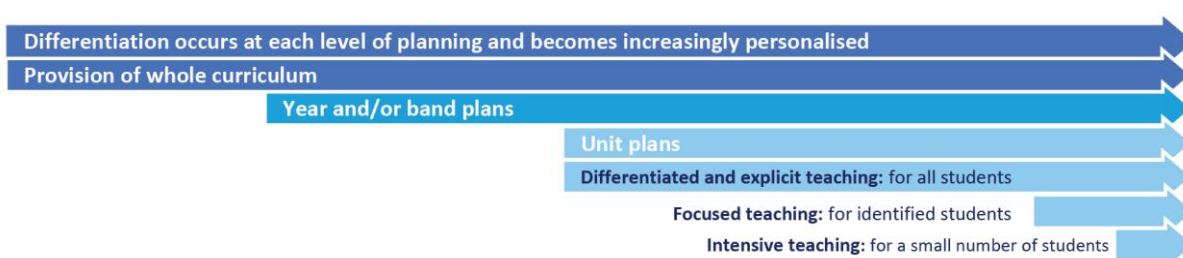 Differentiation occurs at each level of planning and becomes increasingly personalised
Provision of whole curriculum
Year and/or band plans
Unit plans
Differentiated and explicit teaching: for all students
Focused teaching: for identified students
Intensive teaching: for a small number of students